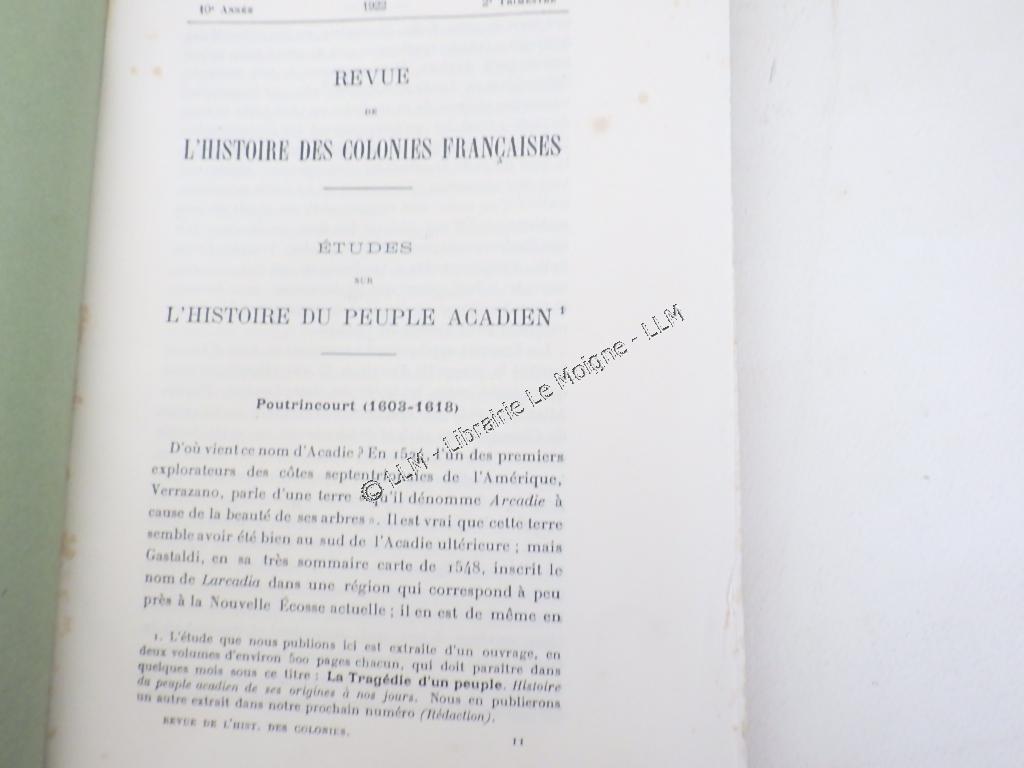 10e Année 1922 2e Trimestre
REVUE
DE
L'HISTOIRE DES COLONIES FRANÇAISES
ÉTUDES
SUR
L'HISTOIRE DU PEUPLE ACADIEN 1
Poutrincourt (1603-1618)
D'où vient ce nom d'Acadie ? En l'un des premiers
explorateurs des côtes septentrionales de l'Amérique,
Verrazano, parle d'une terre « qu'il dénomme Arcadie à
cause de la beauté de ses arbres ». Il est vrai que cette terre
semble avoir été bien au sud de l'Acadie ultérieure ; mais
Gastaldi, en sa très sommaire carte de 1548, inscrit le
nom de Larcadia dans une région qui correspond à peu
près à la Nouvelle Écosse actuelle ; il en est de même en
1. L'étude que nous publions ici est extraite d'un ouvrage, en
deux volumes d'environ 500 pages chacun, qui doit paraître dans
quelques mois sous ce titre : La Tragédie d'un peuple. Histoire
du peuple acadien de ses origines à nos jours. Nous en publierons
un autre extrait dans notre prochain numéro (Rédaction).
REVUE DE L'HIST. DES COLONIES.
11
© LLM - Librairie Le Moigne - LLM